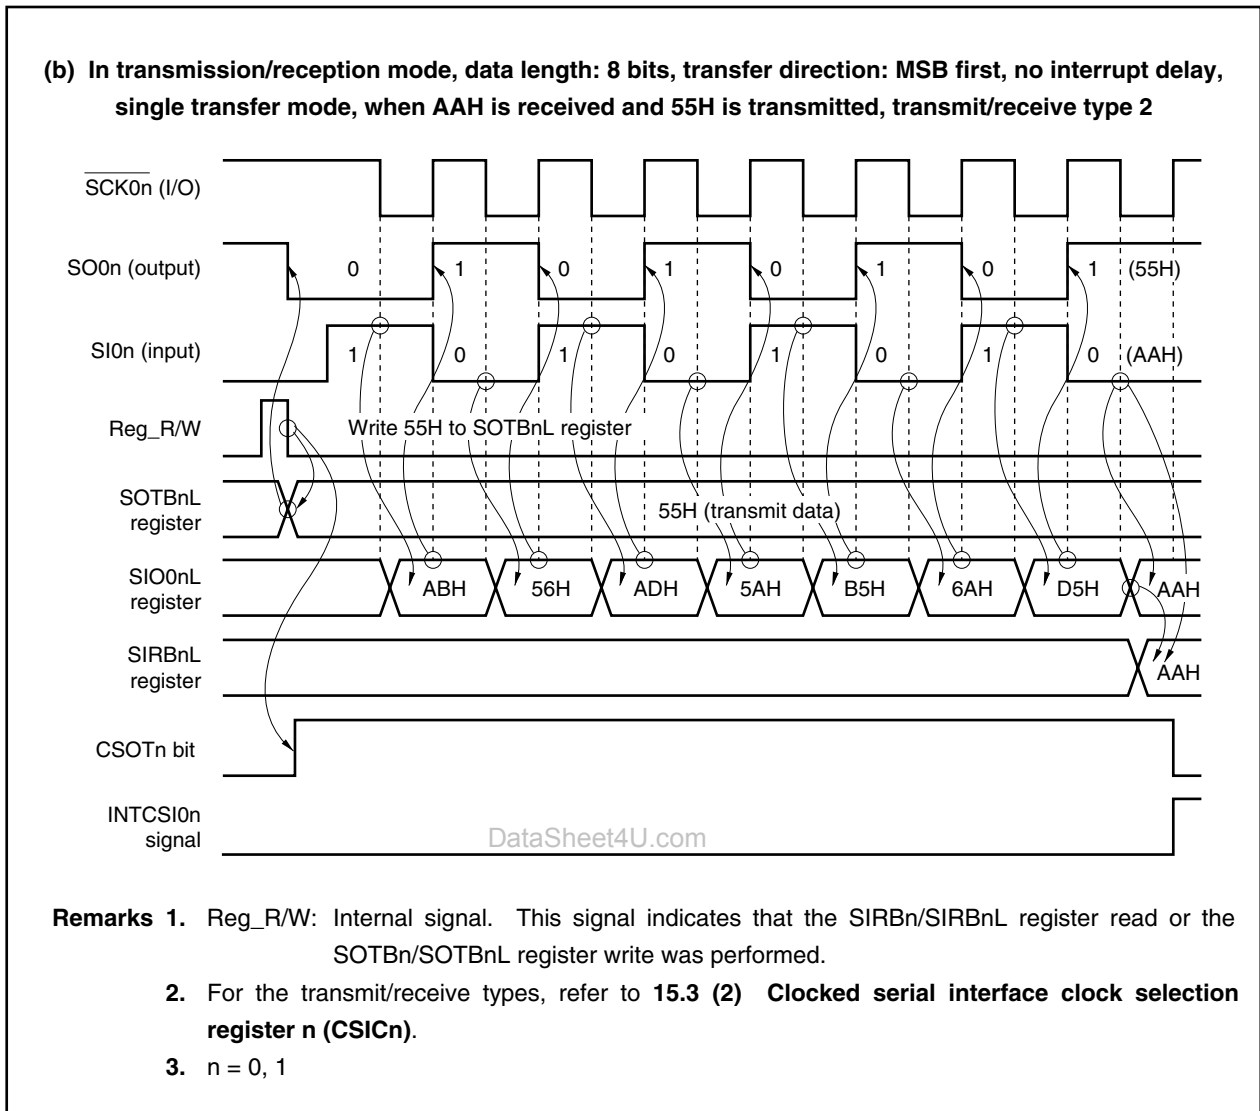 (b) In transmission/reception mode, data length: 8 bits, transfer direction: MSB first, no interrupt delay,
single transfer mode, when AAH is received and 55H is transmitted, transmit/receive type 2
SCK0n (I/O)
SO0n (output)
0 1 0 1 0 1 0 1 (55H)
SI0n (input)
1 0 1 0 1 0 1 0 (AAH)
Reg_R/W
Write 55H to SOTBnL register
SOTBnL
register
55H (transmit data)
SIO0nL
register
ABH 56H ADH 5AH B5H 6AH D5H AAH
SIRBnL
register
AAH
CSOTn bit
INTCSI0n
signal
DataSheet4U.com
Remarks 1. Reg_R/W: Internal signal. This signal indicates that the SIRBn/SIRBnL register read or the
SOTBn/SOTBnL register write was performed.
2. For the transmit/receive types, refer to 15.3 (2) Clocked serial interface clock selection
register n (CSICn).
3. n = 0, 1